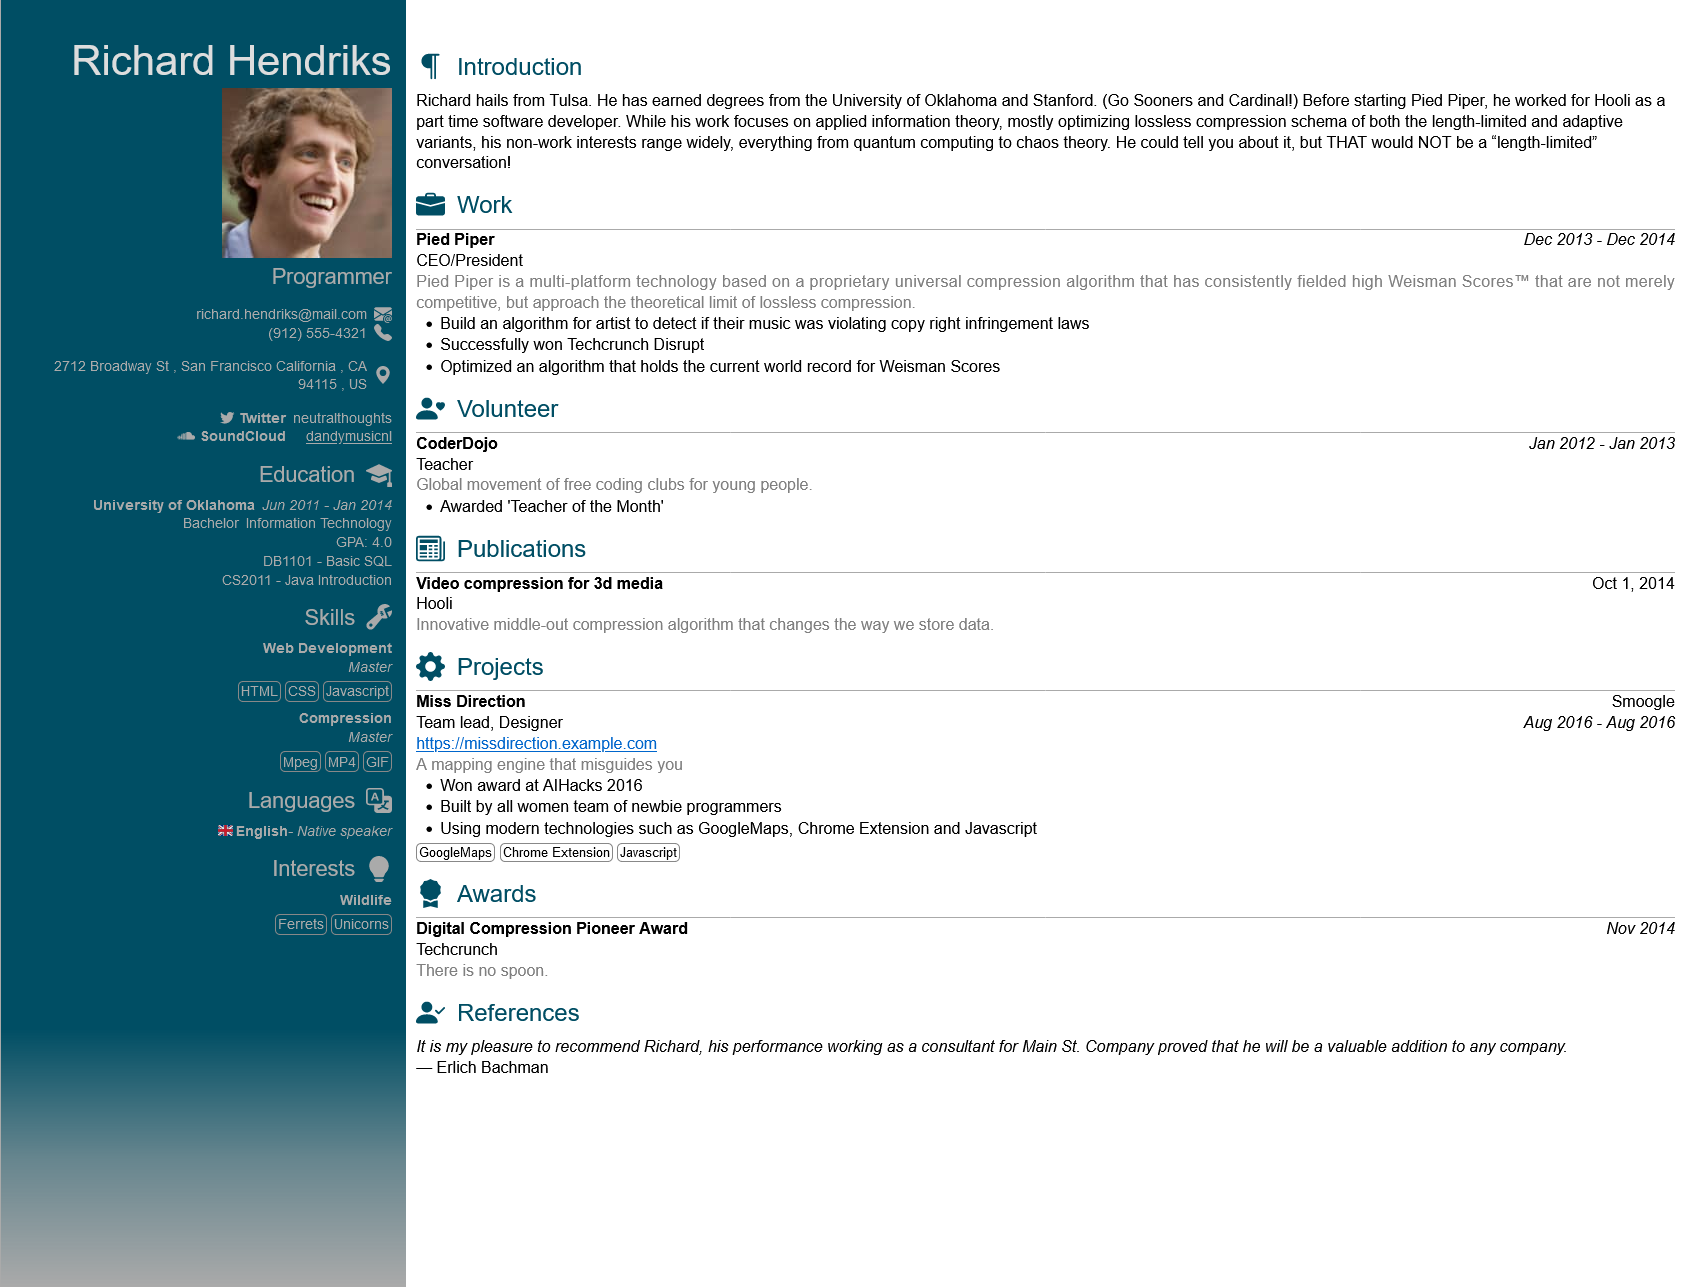 Richard Hendriks
Programmer
richard.hendriks@mail.com
(912) 555-4321
2712 Broadway St , San Francisco California , CA
94115 , US
Twitter neutralthoughts
SoundCloud dandymusicnl
Education
University of Oklahoma Jun 2011 - Jan 2014
Bachelor Information Technology
GPA: 4.0
DB1101 - Basic SQL
CS2011 - Java Introduction
Skills
Web Development
Master
HTML CSS Javascript
Compression
Master
Mpeg MP4 GIF
Languages
English- Native speaker
Interests
Wildlife
Ferrets Unicorns
Introduction
Richard hails from Tulsa. He has earned degrees from the University of Oklahoma and Stanford. (Go Sooners and Cardinal!) Before starting Pied Piper, he worked for Hooli as a
part time software developer. While his work focuses on applied information theory, mostly optimizing lossless compression schema of both the length-limited and adaptive
variants, his non-work interests range widely, everything from quantum computing to chaos theory. He could tell you about it, but THAT would NOT be a “length-limited”
conversation!
Work
Pied Piper Dec 2013 - Dec 2014
CEO/President
Pied Piper is a multi-platform technology based on a proprietary universal compression algorithm that has consistently fielded high Weisman Scores™ that are not merely
competitive, but approach the theoretical limit of lossless compression.
• Build an algorithm for artist to detect if their music was violating copy right infringement laws
• Successfully won Techcrunch Disrupt
• Optimized an algorithm that holds the current world record for Weisman Scores
Volunteer
CoderDojo Jan 2012 - Jan 2013
Teacher
Global movement of free coding clubs for young people.
• Awarded 'Teacher of the Month'
Publications
Video compression for 3d media Oct 1, 2014
Hooli
Innovative middle-out compression algorithm that changes the way we store data.
Projects
Miss Direction Smoogle
Team lead, Designer Aug 2016 - Aug 2016
https://missdirection.example.com
A mapping engine that misguides you
• Won award at AIHacks 2016
• Built by all women team of newbie programmers
• Using modern technologies such as GoogleMaps, Chrome Extension and Javascript
GoogleMaps Chrome Extension Javascript
Awards
Digital Compression Pioneer Award Nov 2014
Techcrunch
There is no spoon.
References
It is my pleasure to recommend Richard, his performance working as a consultant for Main St. Company proved that he will be a valuable addition to any company.
— Erlich Bachman